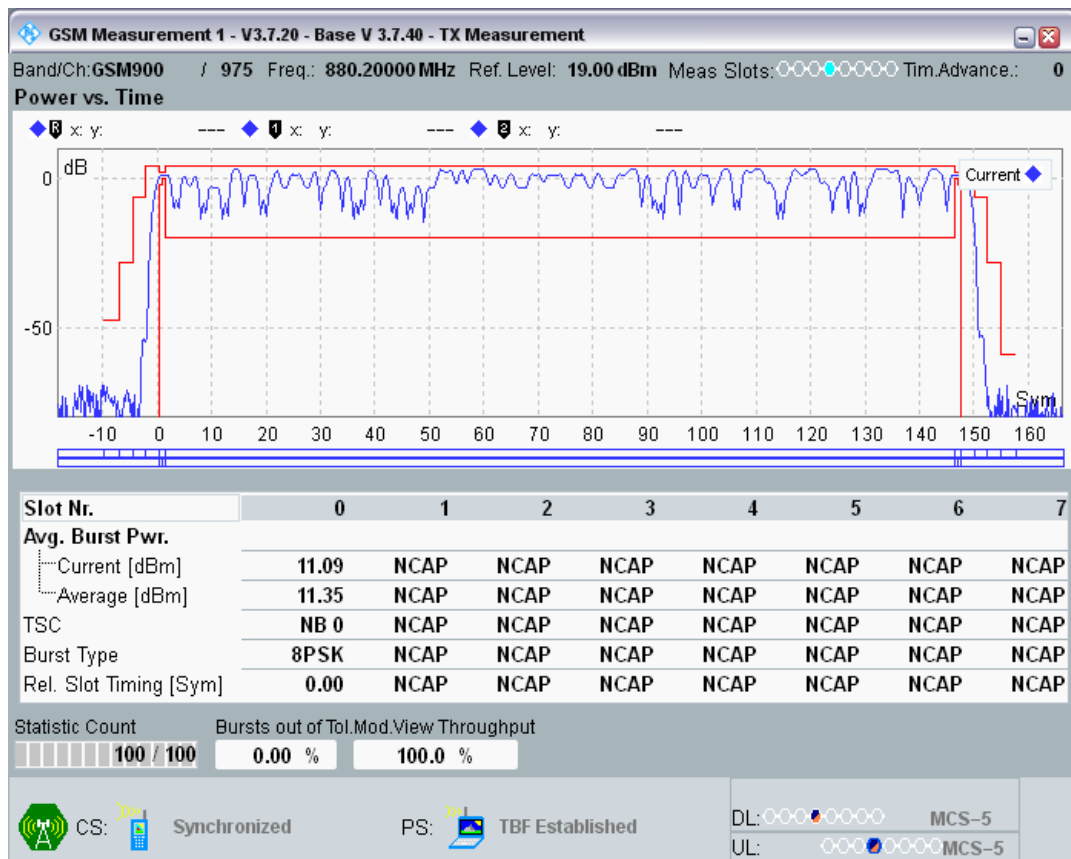 GSM Measurement 1 - V3.7.20 - Base V 3.7.40 - TX Measurement
Band/Ch:GSM900 / 975 Freq.: 880.20000 MHz Ref. Level: 19.00 dBm Meas Slots: Tim.Advance.: 0
Power vs. Time
R x: y: --- 1 x: y: --- 2 x: y: ---
dB
0
Current
-50
Sym
-10 0 10 20 30 40 50 60 70 80 90 100 110 120 130 140 150 160
Slot Nr. 0 1 2 3 4 5 6 7
Avg. Burst Pwr.
Current [dBm] 11.09 NCAP NCAP NCAP NCAP NCAP NCAP NCAP
Average [dBm] 11.35 NCAP NCAP NCAP NCAP NCAP NCAP NCAP
TSC NB 0 NCAP NCAP NCAP NCAP NCAP NCAP NCAP
Burst Type 8PSK NCAP NCAP NCAP NCAP NCAP NCAP NCAP
Rel. Slot Timing [Sym] 0.00 NCAP NCAP NCAP NCAP NCAP NCAP NCAP
Statistic Count Bursts out of Tol.Mod.View Throughput
100 / 100 0.00 % 100.0 %
CS: Synchronized PS: TBF Established DL: MCS-5
UL: MCS-5